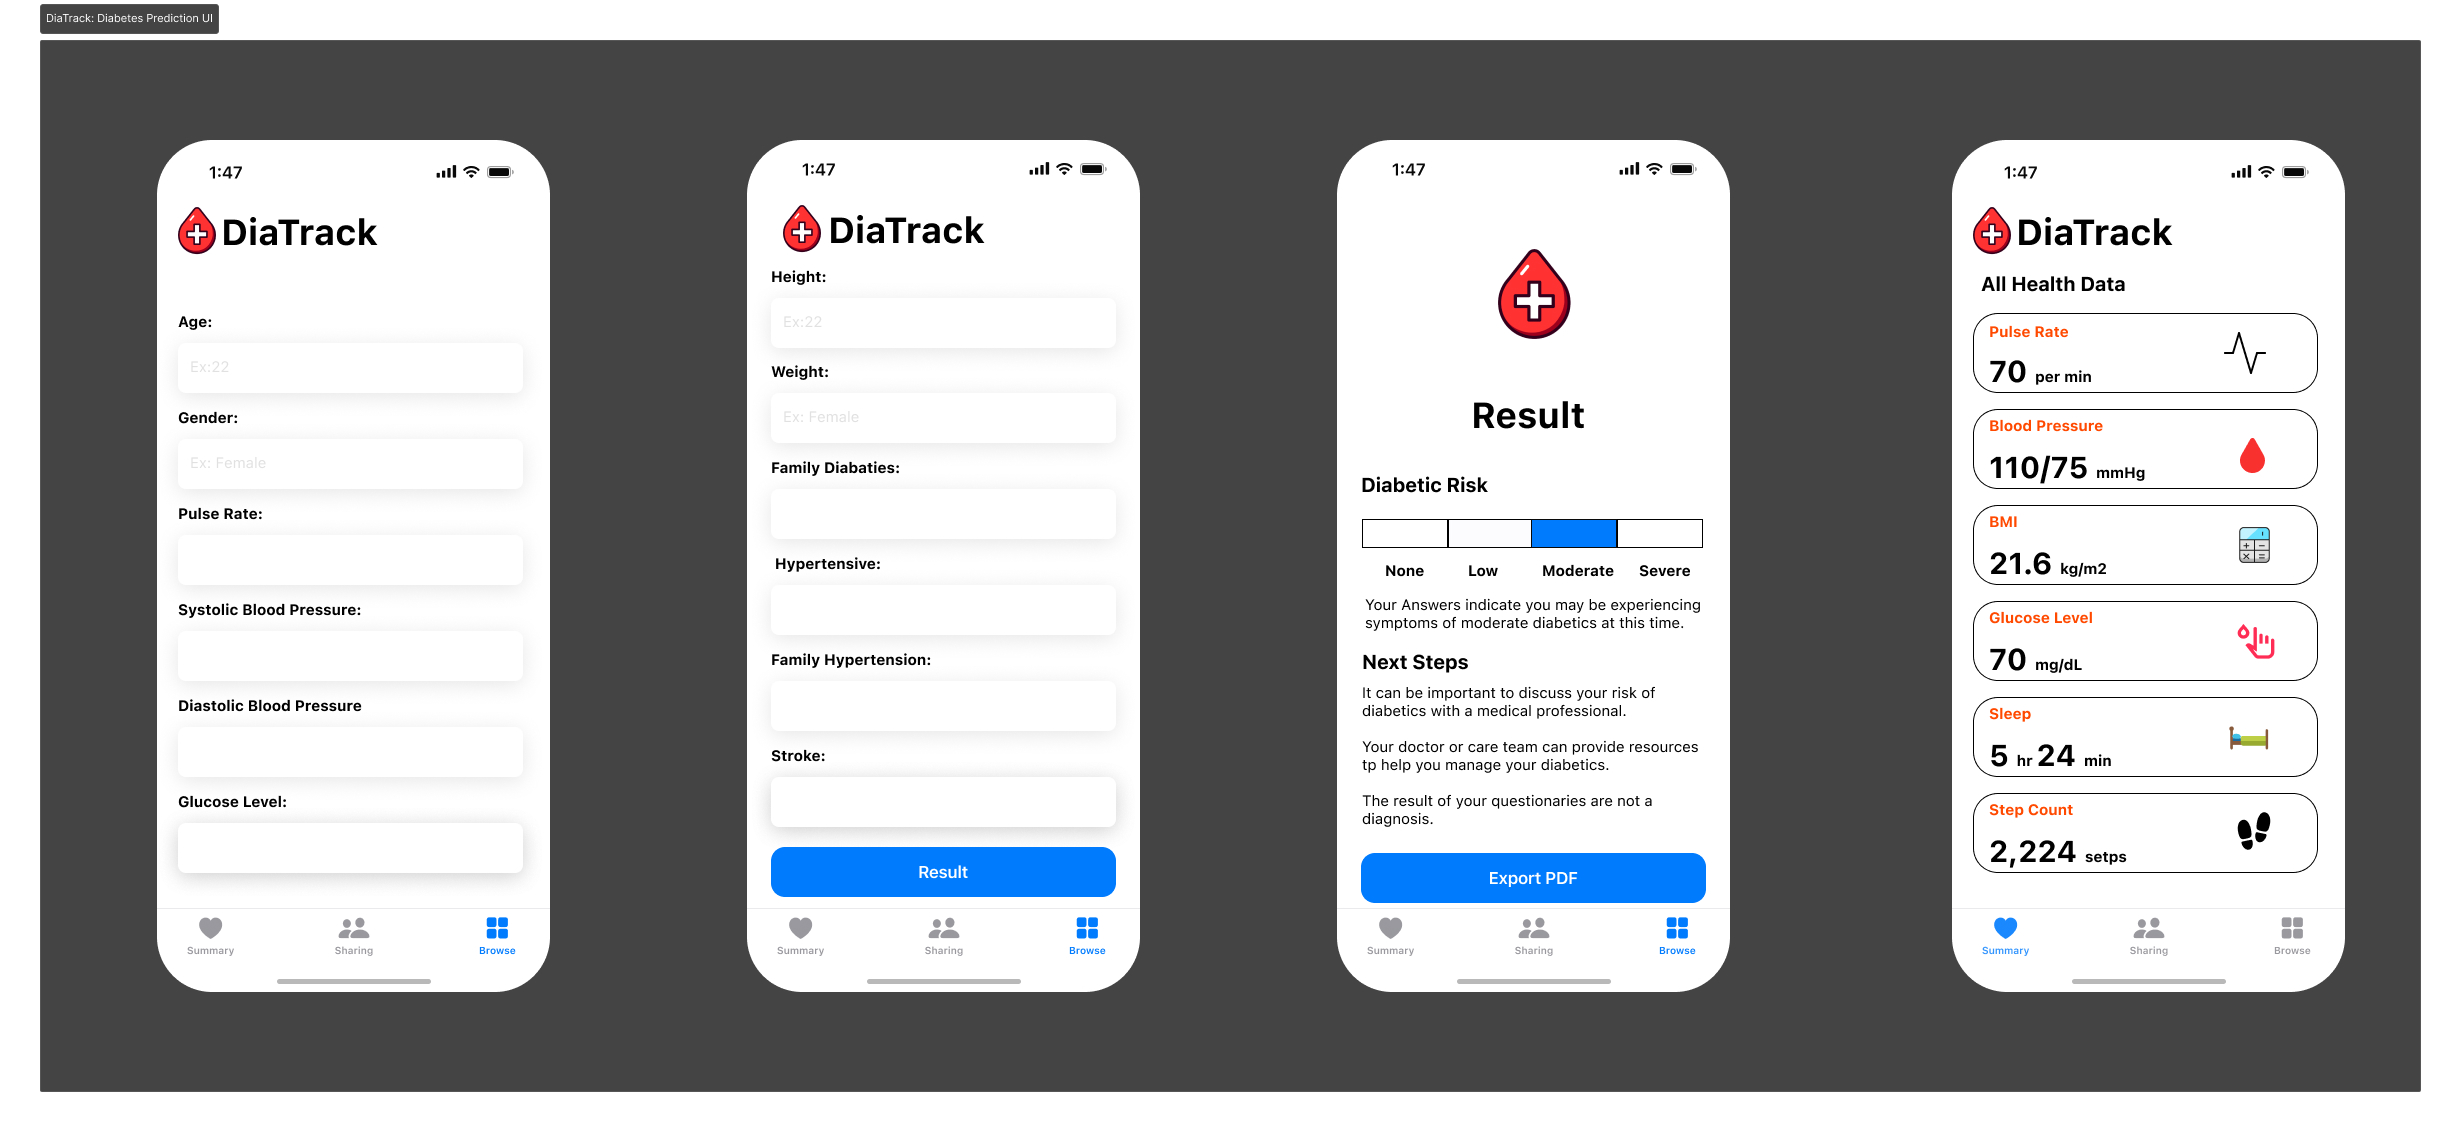 DiaTrack: Diabetes Prediction UI
1:47
DiaTrack
Age:
Ex:22
Gender:
Ex: Female
Pulse Rate:
Systolic Blood Pressure:
Diastolic Blood Pressure
Glucose Level:
Summary
Sharing
Browse
1:47
DiaTrack
Height:
Ex:22
Weight:
Ex: Female
Family Diabaties:
Hypertensive:
Family Hypertension:
Stroke:
Result
Summary
Sharing
Browse
1:47
Result
Diabetic Risk
None
Low
Moderate
Severe
Your Answers indicate you may be experiencing
symptoms of moderate diabetics at this time.
Next Steps
It can be important to discuss your risk of
diabetics with a medical professional.
Your doctor or care team can provide resources
tp help you manage your diabetics.
The result of your questionaries are not a
diagnosis.
Export PDF
Summary
Sharing
Browse
1:47
DiaTrack
All Health Data
Pulse Rate
70 per min
Blood Pressure
110/75 mmHg
BMI
21.6 kg/m2
Glucose Level
70 mg/dL
Sleep
5 hr 24 min
Step Count
2,224 setps
Summary
Sharing
Browse